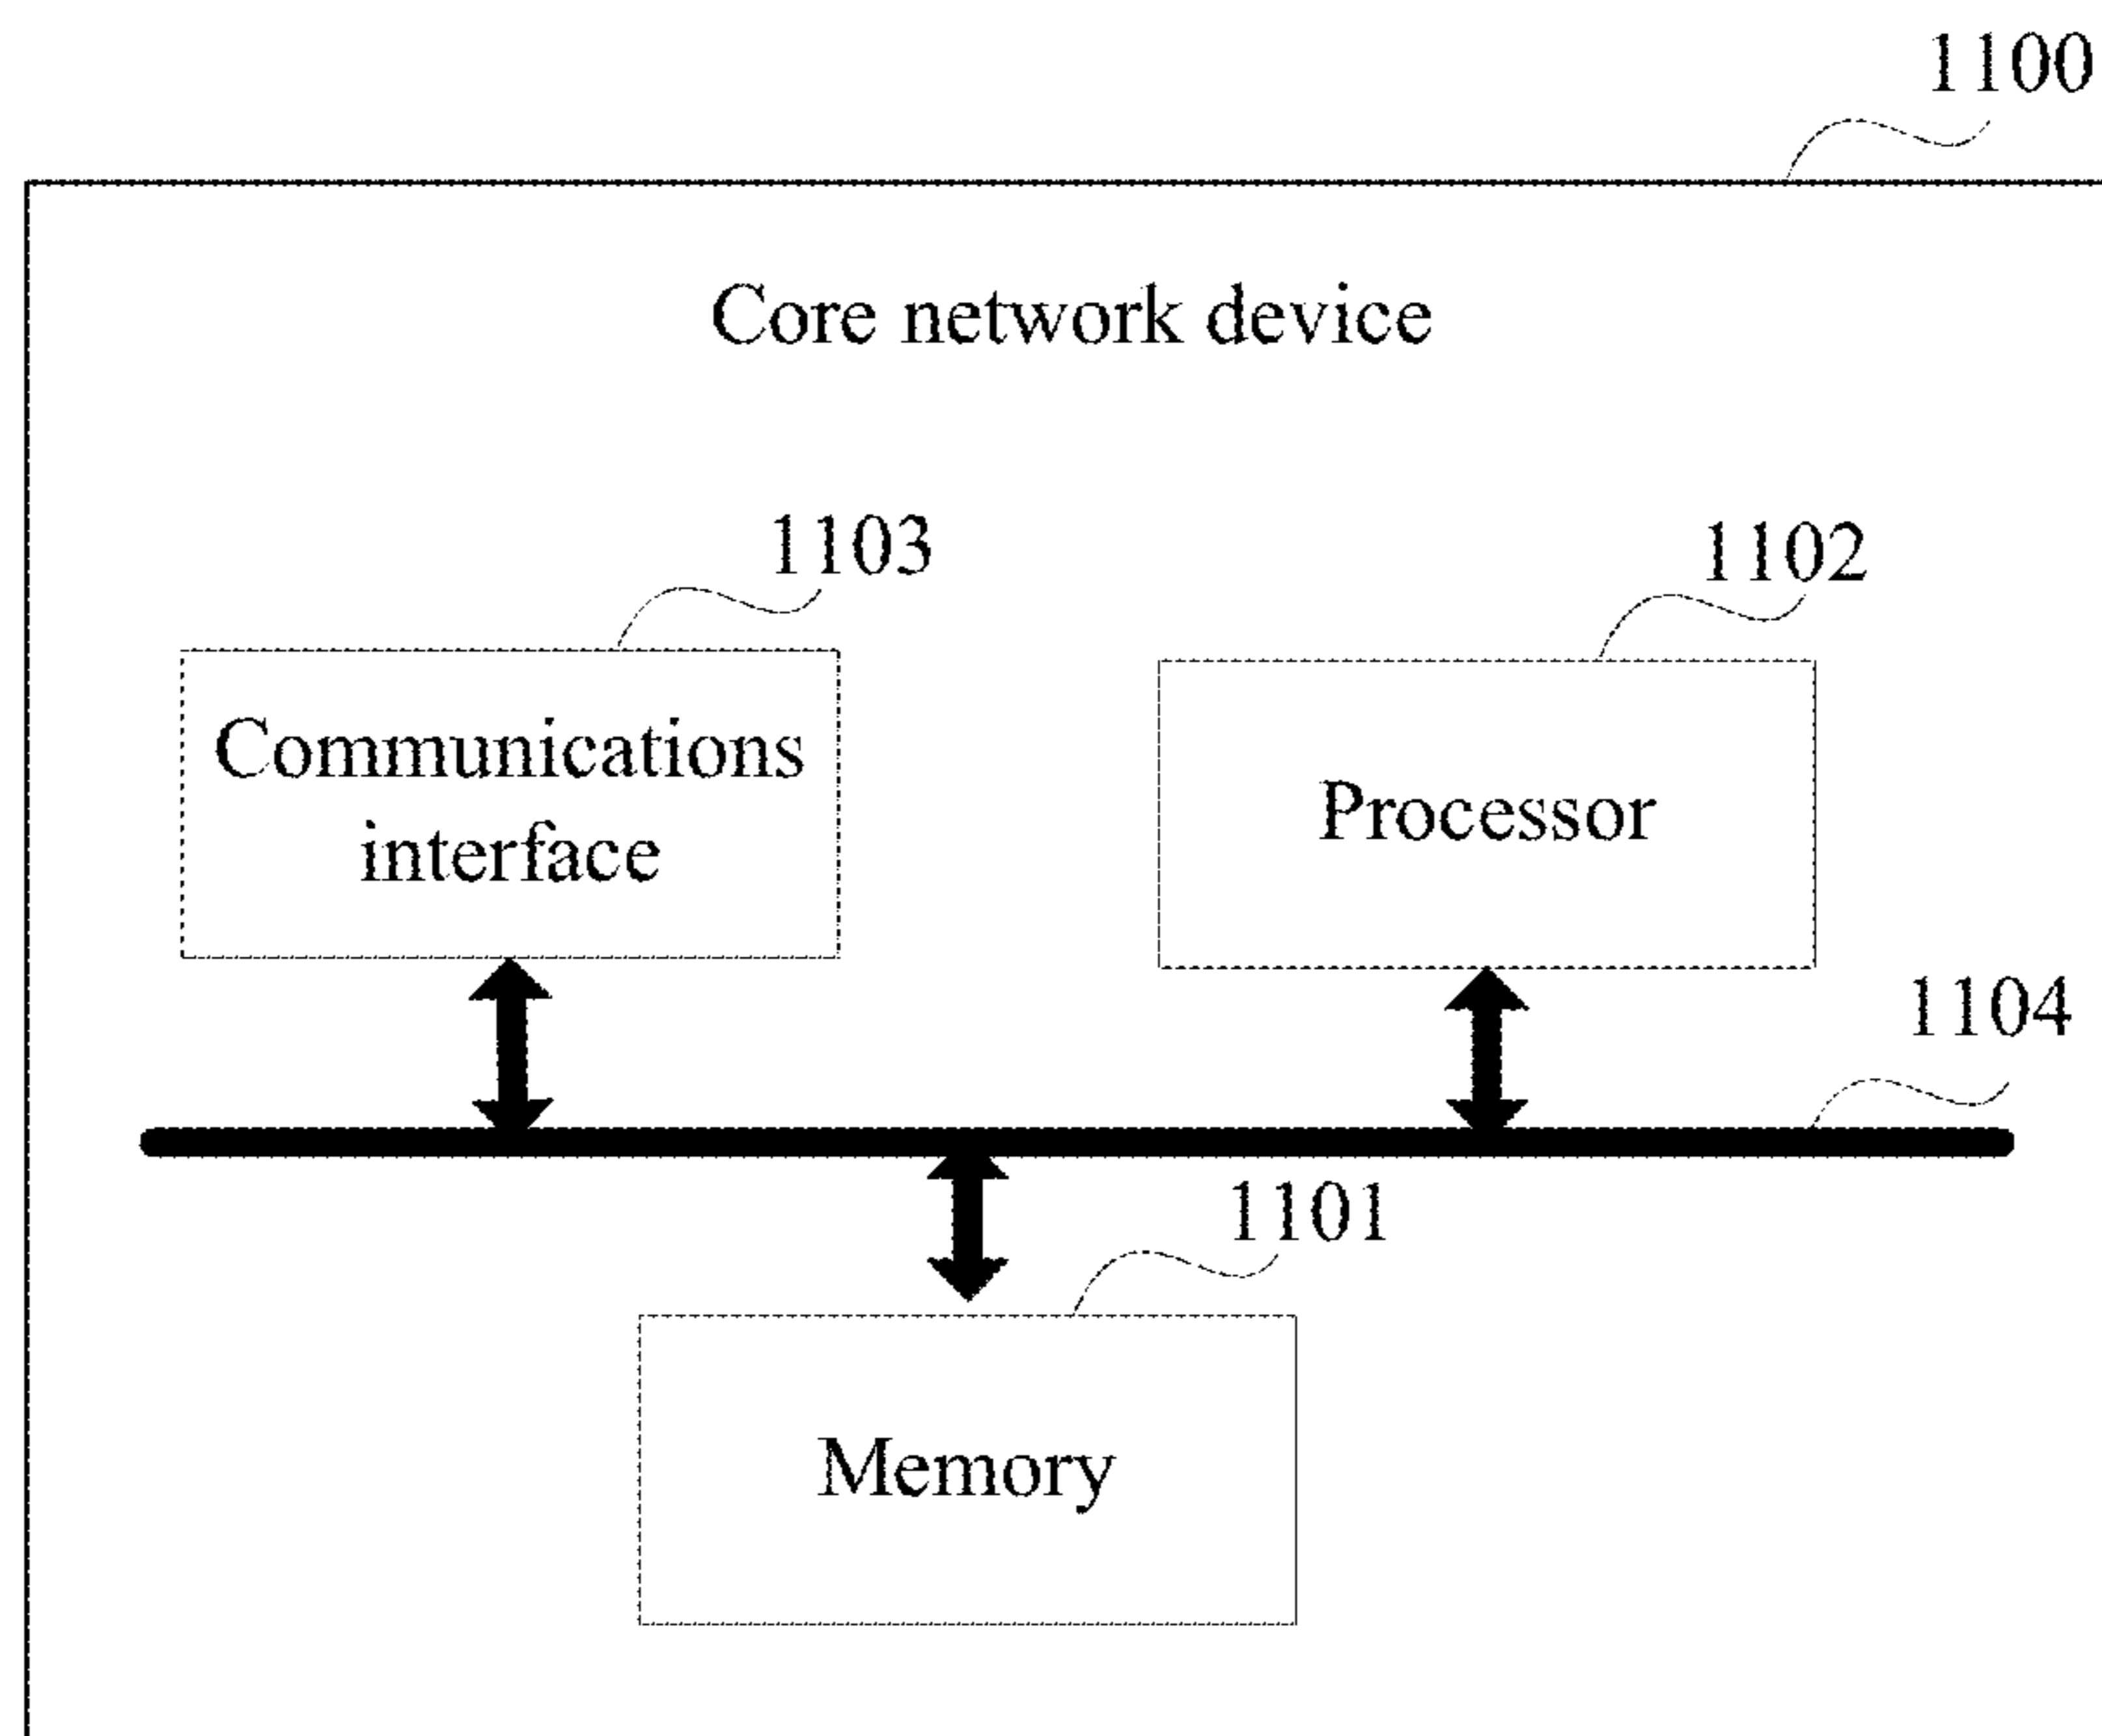 1100
Core network device
1103
1102
Communications
interface
Processor
1104
1101
Memory